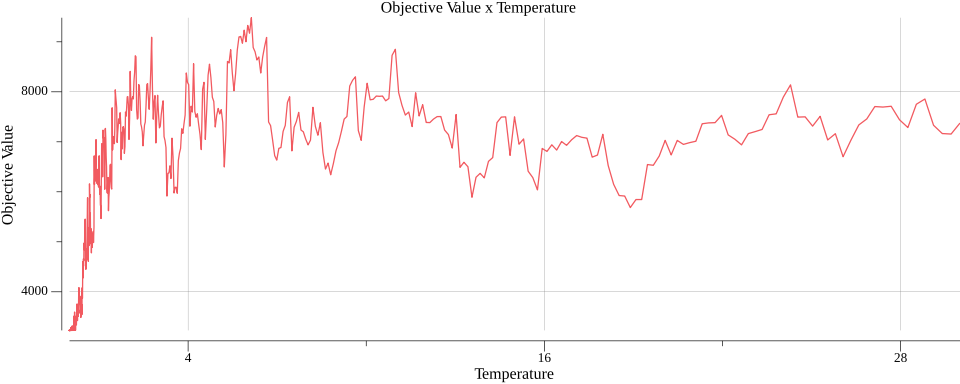 Objective Value x Temperature
8000
4000
Objective Value
4
16
28
Temperature